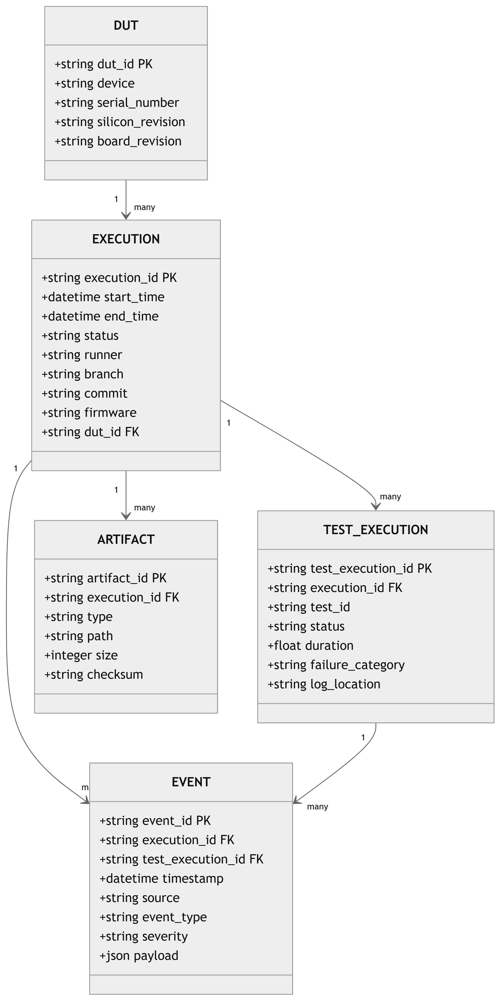 DUT
+string dut_id PK
+string device
+string serial_number
+string silicon_revision
+string board_revision
1
many
EXECUTION
+string execution_id PK
+datetime start_time
+datetime end_time
+string status
+string runner
+string branch
+string commit
+string firmware
+string dut_id FK
1
1
1
many
many
ARTIFACT
+string artifact_id PK
+string execution_id FK
+string type
+string path
+integer size
+string checksum
TEST_EXECUTION
+string test_execution_id PK
+string execution_id FK
+string test_id
+string status
+float duration
+string failure_category
+string log_location
1
m
many
EVENT
+string event_id PK
+string execution_id FK
+string test_execution_id FK
+datetime timestamp
+string source
+string event_type
+string severity
+json payload